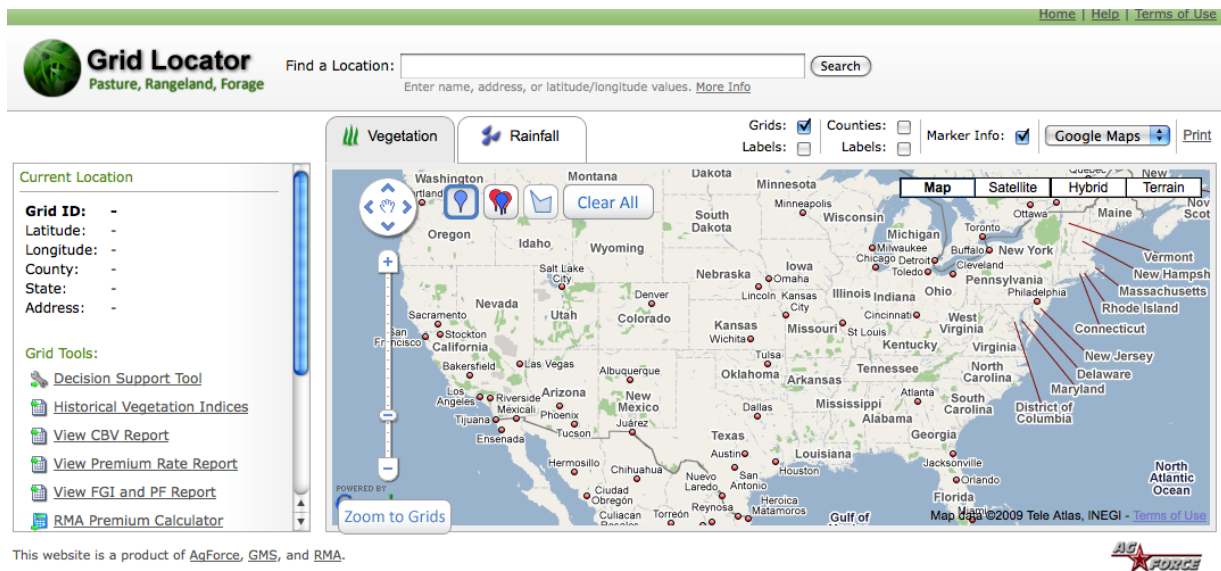 Home | Help | Terms of Use
Grid Locator
Pasture, Rangeland, Forage
Find a Location:
Search
Enter name, address, or latitude/longitude values. More Info
Vegetation
Rainfall
Grids:
Labels:
Counties:
Labels:
Marker Info:
Google Maps
Print
Current Location
Grid ID: -
Latitude: -
Longitude: -
County: -
State: -
Address: -
Grid Tools:
Decision Support Tool
Historical Vegetation Indices
View CBV Report
View Premium Rate Report
View FGI and PF Report
RMA Premium Calculator
Clear All
Map
Satellite
Hybrid
Terrain
Washington
Montana
Dakota
Minnesota
Minneapolis
Wisconsin
Ottawa
Maine
New
Nov
Scot
Oregon
Idaho
Wyoming
South
Dakota
Michigan
Toronto
Milwaukee
Buffalo
New York
Vermont
Chicago
Detroit
Cleveland
New Hampsh
Salt Lake
City
Nebraska
Iowa
Omaha
Toledo
Pennsylvania
Massachusetts
Nevada
Utah
Denver
Colorado
Lincoln
Kansas
City
Illinois
Indiana
Ohio
Philadelphia
Rhode Island
Sacramento
Stockton
San
Francisco
California
Kansas
Wichita
Missouri
St Louis
Cincinnati
West
Virginia
Connecticut
Kentucky
Virginia
New Jersey
Bakersfield
Las Vegas
Albuquerque
Tulsa
Oklahoma
Arkansas
Tennessee
North
Carolina
Delaware
Maryland
Los
Angeles
Riverside
Arizona
New
Mexico
Atlanta
South
Carolina
District of
Columbia
Mexicali
Phoenix
Dallas
Mississippi
Alabama
Tijuana
Ensenada
Tucson
Juárez
Texas
Georgia
Austin
Louisiana
Jacksonville
Hermosillo
Chihuahua
Nuevo
Laredo
San
Antonio
Houston
Orlando
North
Atlantic
Ocean
POWERED BY
Ciudad
Obregón
Reynosa
Heroica
Matamoros
Florida
Miami
Zoom to Grids
Culiacan
Rosales
Torreón
Gulf of
Map data ©2009 Tele Atlas, INEGI - Terms of Use
This website is a product of AgForce, GMS, and RMA.
AG
FORCE